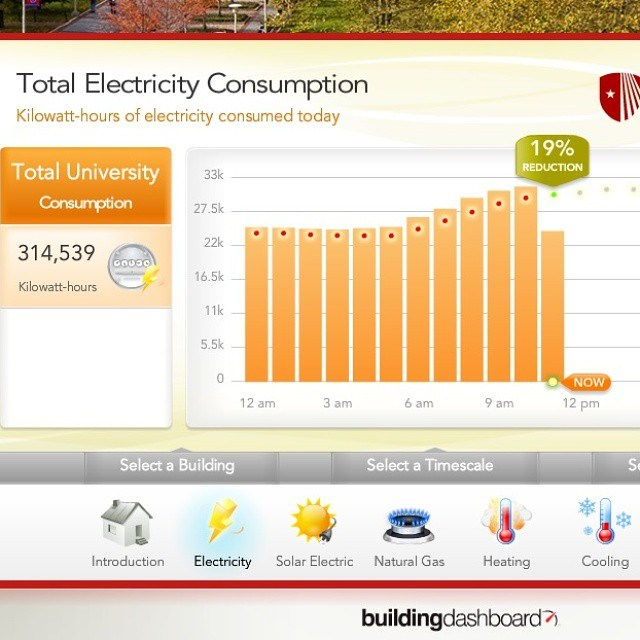 Total Electricity Consumption
Kilowatt-hours of electricity consumed today
Total University
Consumption
314,539
Kilowatt-hours
19%
REDUCTION
33k
27.5k
22k
16.5k
11k
5.5k
0
NOW
12 am
3 am
6 am
9 am
12 pm
Select a Building
Select a Timescale
Introduction
Electricity
Solar Electric
Natural Gas
Heating
Cooling
buildingdashboard